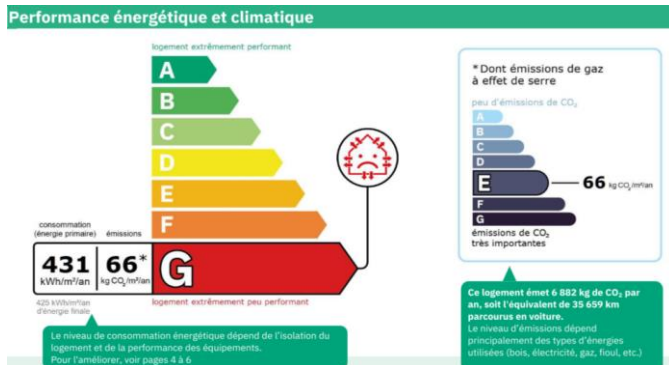 Performance énergétique et climatique
logement extrêmement performant
A
B
C
D
E
F
G
consommation
(énergie primaire)
émissions
431
kWh/m²/an
66*
kg CO₂/m²/an
425 kWh/m²/an
d'énergie finale
logement extrêmement peu performant
Le niveau de consommation énergétique dépend de l'isolation du
logement et de la performance des équipements.
Pour l'améliorer, voir pages 4 à 6
*Dont émissions de gaz
à effet de serre
peu d'émissions de CO₂
A
B
C
D
E
66 kg CO₂/m²/an
F
G
émissions de CO₂
très importantes
Ce logement émet 6 882 kg de CO₂ par
an, soit l'équivalent de 35 659 km
parcourus en voiture.
Le niveau d'émissions dépend
principalement des types d'énergies
utilisées (bois, électricité, gaz, fioul, etc.)